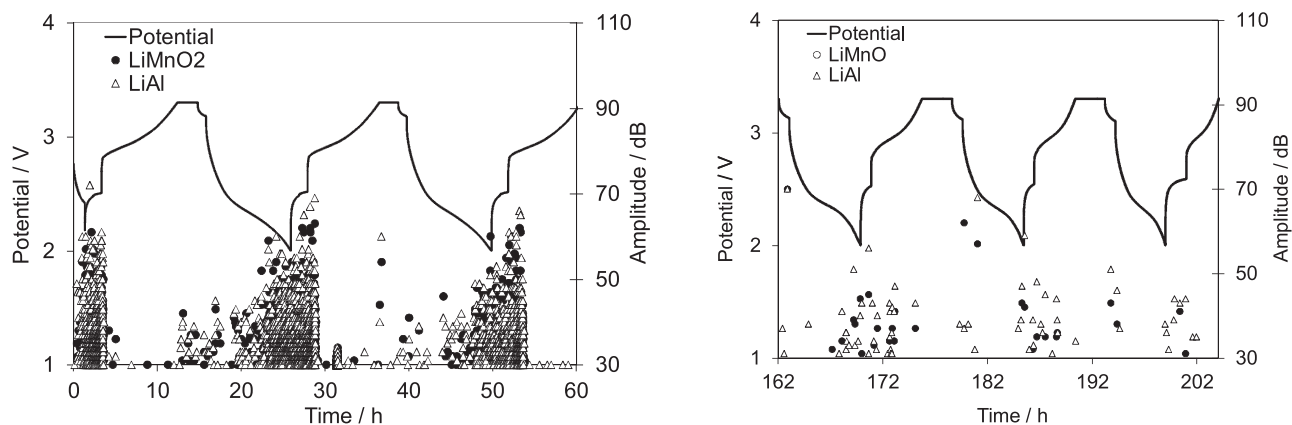 4
3
2
1
Potential / V
Potential
LiMnO2
LiAl
110
90
70
50
30
Amplitude / dB
0 10 20 30 40 50 60
Time / h
4
3
2
1
Potential / V
Potential
LiMnO
LiAl
110
90
70
50
30
Amplitude / dB
162 172 182 192 202
Time / h